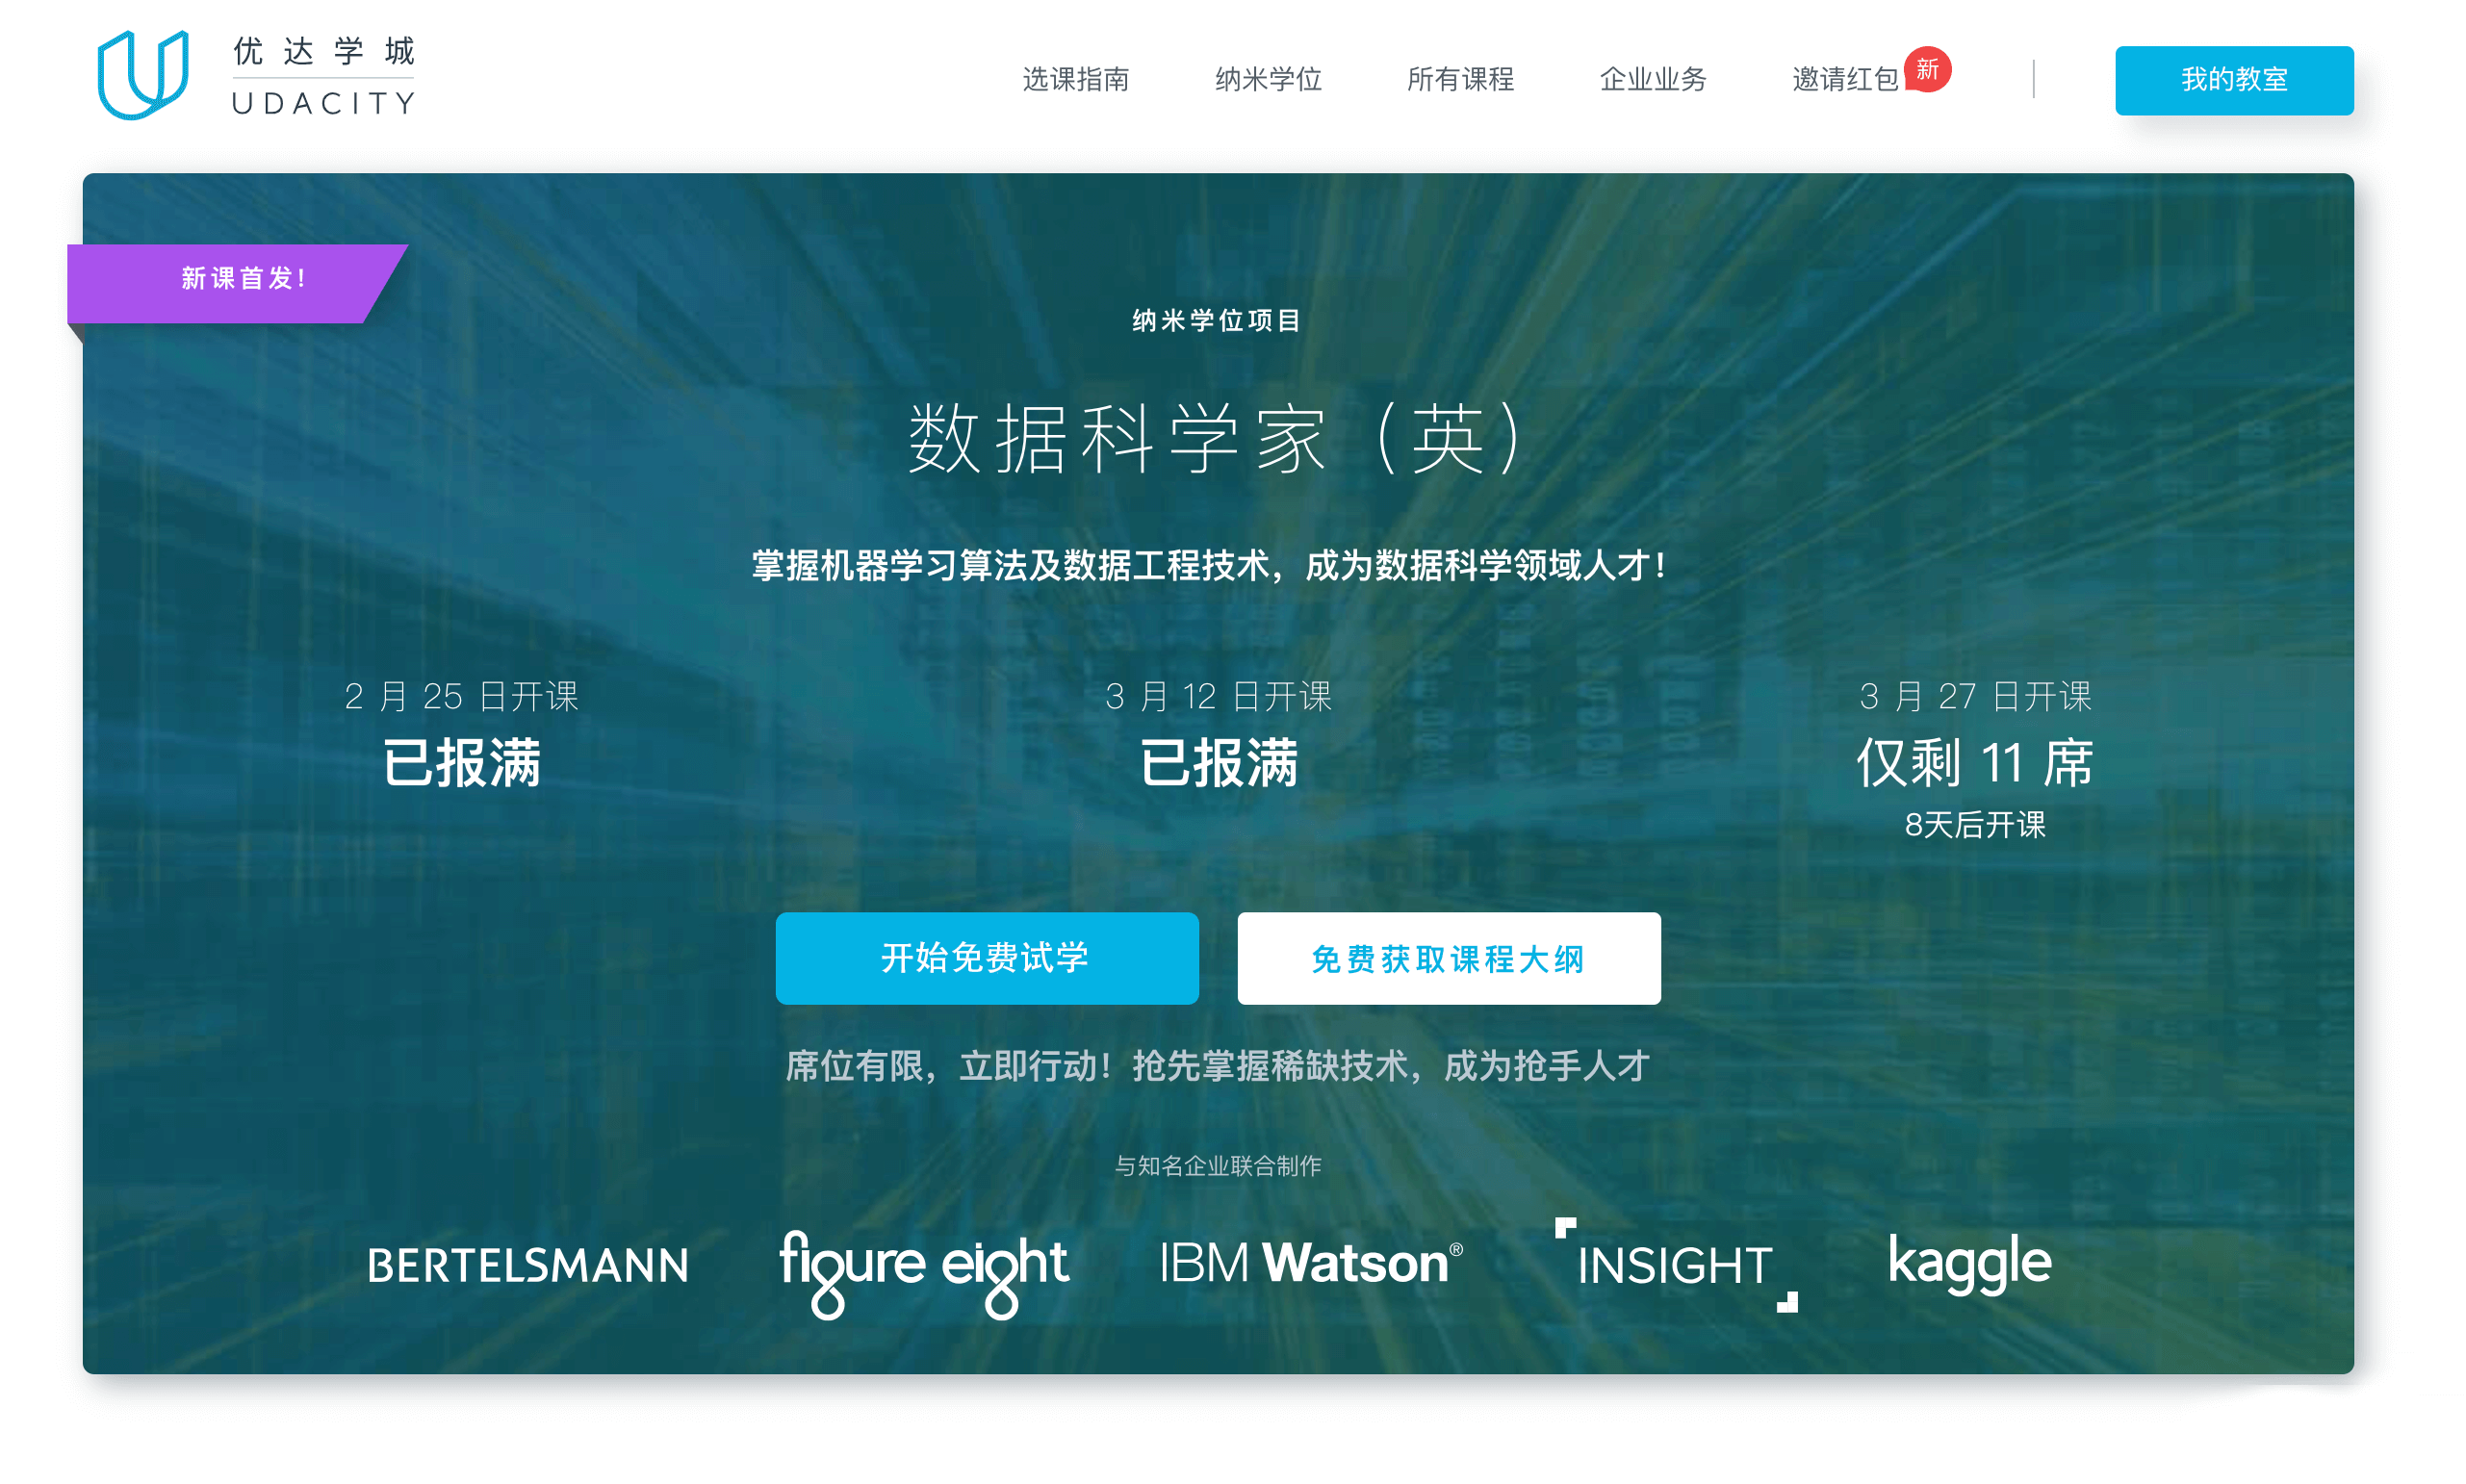 优达学城
UDACITY
选课指南 纳米学位 所有课程 企业业务 邀请红包 新 我的教室
新课首发!
纳米学位项目
数据科学家（英）
掌握机器学习算法及数据工程技术，成为数据科学领域人才！
2 月 25 日开课 3 月 12 日开课 3 月 27 日开课
已报满 已报满 仅剩 11 席
8天后开课
开始免费试学 免费获取课程大纲
席位有限，立即行动！抢先掌握稀缺技术，成为抢手人才
与知名企业联合制作
BERTELSMANN figure eight IBM Watson® INSIGHT kaggle